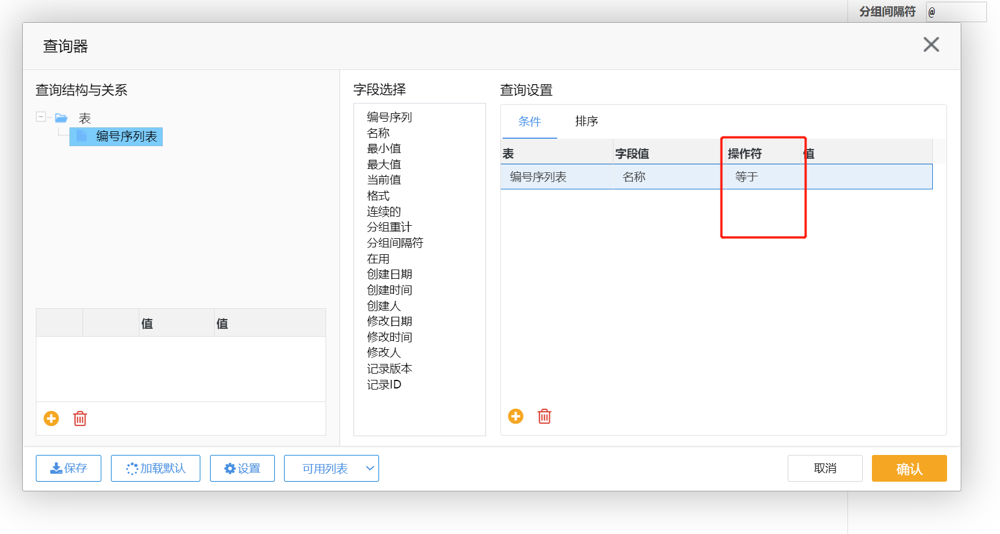 分组间隔符 @
查询器
查询结构与关系
表
编号序列表
值 值
字段选择
编号序列
名称
最小值
最大值
当前值
格式
连续的
分组重计
分组间隔符
在用
创建日期
创建时间
创建人
修改日期
修改时间
修改人
记录版本
记录ID
查询设置
条件 排序
表 字段值 操作符 值
编号序列表 名称 等于
保存 加载默认 设置 可用列表 取消 确认